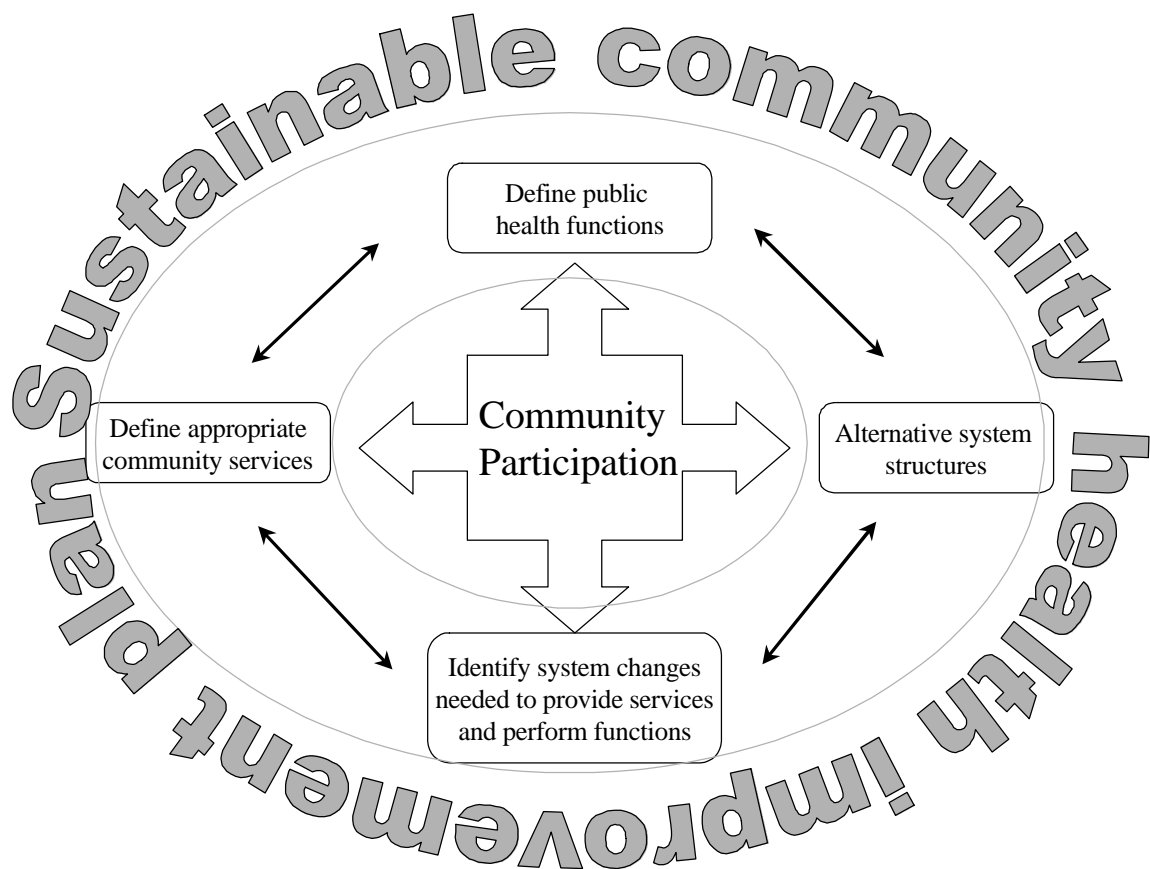 Sustainable community health improvement plan
Define public
health functions
Define appropriate
community services
Community
Participation
Alternative system
structures
Identify system changes
needed to provide services
and perform functions